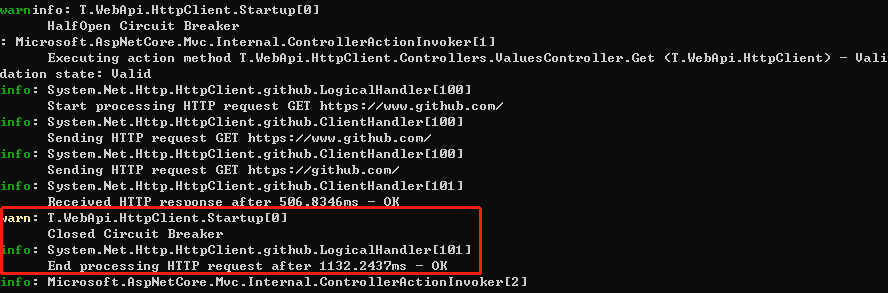 warninfo: T.WebApi.HttpClient.Startup[0]
HalfOpen Circuit Breaker
: Microsoft.AspNetCore.Mvc.Internal.ControllerActionInvoker[1]
Executing action method T.WebApi.HttpClient.Controllers.ValuesController.Get (T.WebApi.HttpClient) - Vali
dation state: Valid
info: System.Net.Http.HttpClient.github.LogicalHandler[100]
Start processing HTTP request GET https://www.github.com/
info: System.Net.Http.HttpClient.github.ClientHandler[100]
Sending HTTP request GET https://www.github.com/
info: System.Net.Http.HttpClient.github.ClientHandler[100]
Sending HTTP request GET https://github.com/
info: System.Net.Http.HttpClient.github.ClientHandler[101]
Received HTTP response after 506.8346ms - OK
warn: T.WebApi.HttpClient.Startup[0]
Closed Circuit Breaker
info: System.Net.Http.HttpClient.github.LogicalHandler[101]
End processing HTTP request after 1132.2437ms - OK
info: Microsoft.AspNetCore.Mvc.Internal.ControllerActionInvoker[2]